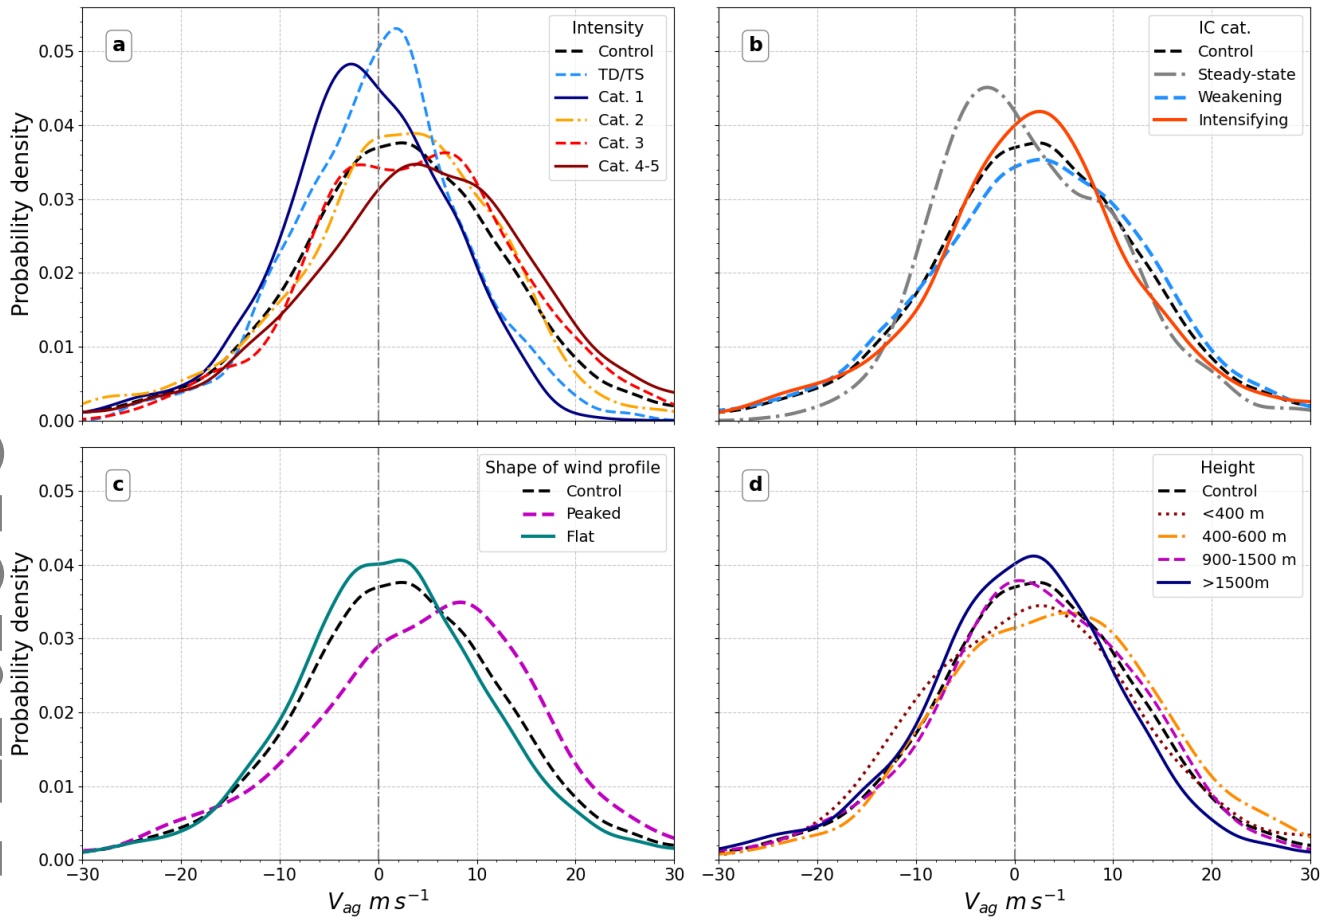 a
Intensity
Control
TD/TS
Cat. 1
Cat. 2
Cat. 3
Cat. 4-5
Probability density
0.05
0.04
0.03
0.02
0.01
0.00
b
IC cat.
Control
Steady-state
Weakening
Intensifying
c
Shape of wind profile
Control
Peaked
Flat
Probability density
0.05
0.04
0.03
0.02
0.01
0.00
−30 −20 −10 0 10 20 30
V_ag m s⁻¹
d
Height
Control
<400 m
400-600 m
900-1500 m
>1500m
−30 −20 −10 0 10 20 30
V_ag m s⁻¹